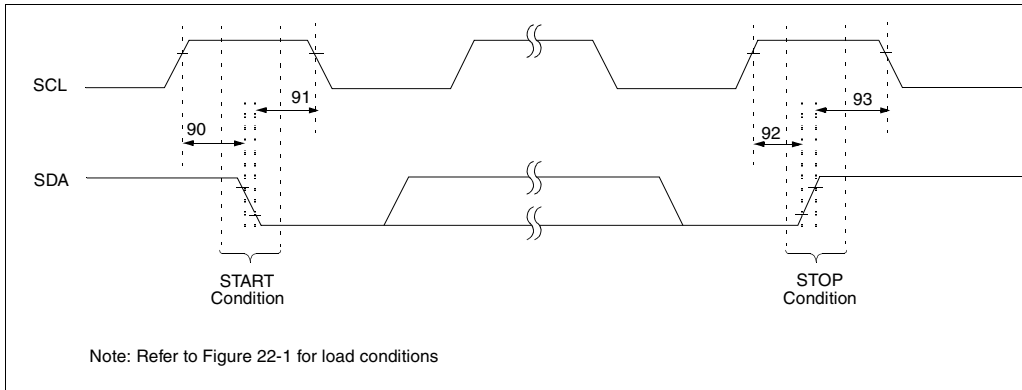 SCL
91
93
90
92
SDA
START
Condition
STOP
Condition
Note: Refer to Figure 22-1 for load conditions